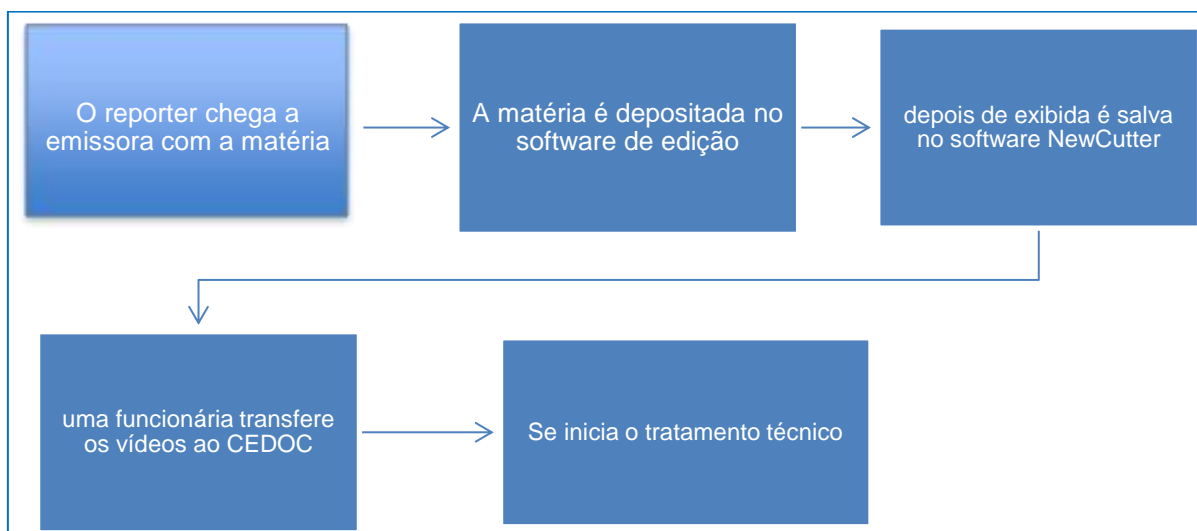 O reporter chega a
emissora com a matéria
A matéria é depositada no
software de edição
depois de exibida é salva
no software NewCutter
uma funcionária transfere
os vídeos ao CEDOC
Se inicia o tratamento técnico